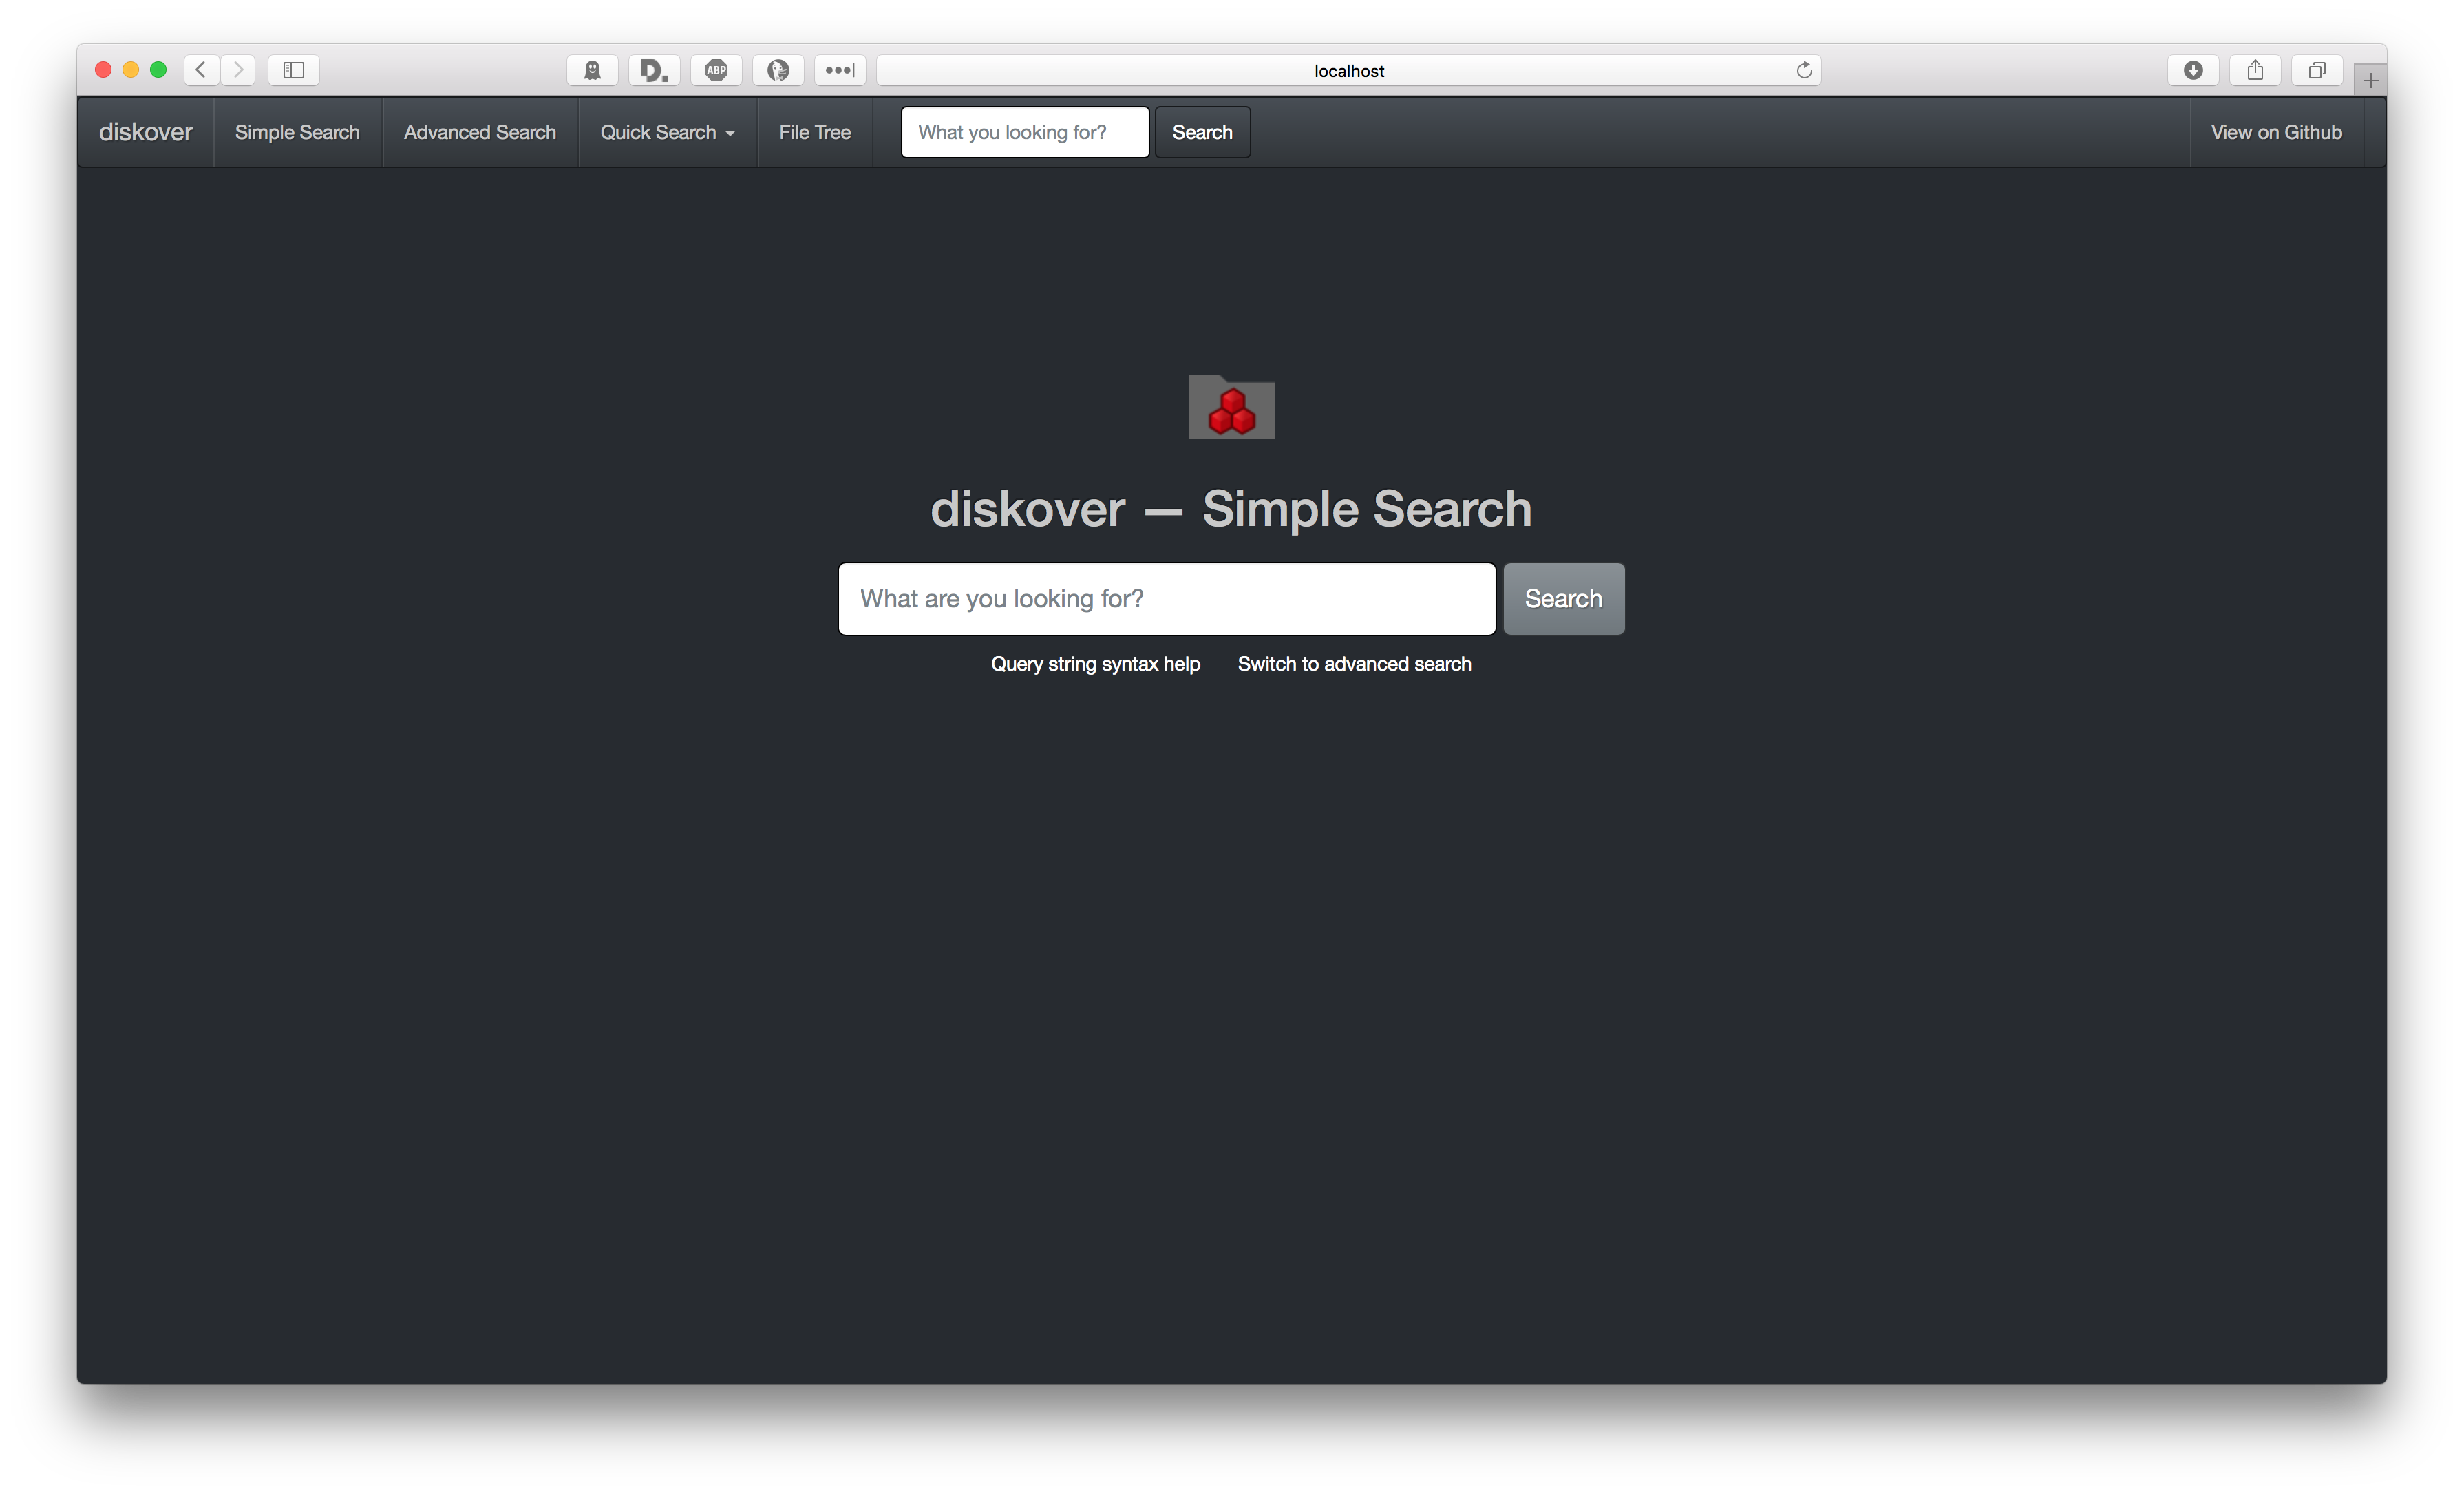 D. ABP localhost
diskover Simple Search Advanced Search Quick Search File Tree What you looking for? Search View on Github
diskover — Simple Search
What are you looking for? Search
Query string syntax help Switch to advanced search